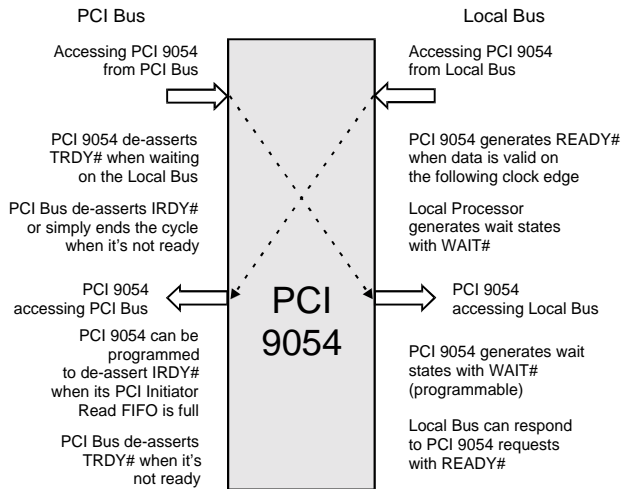 PCI Bus
Accessing PCI 9054
from PCI Bus
PCI 9054 de-asserts
TRDY# when waiting
on the Local Bus
PCI Bus de-asserts IRDY#
or simply ends the cycle
when it's not ready
PCI 9054
accessing PCI Bus
PCI 9054 can be
programmed
to de-assert IRDY#
when its PCI Initiator
Read FIFO is full
PCI Bus de-asserts
TRDY# when it's
not ready
PCI
9054
Local Bus
Accessing PCI 9054
from Local Bus
PCI 9054 generates READY#
when data is valid on
the following clock edge
Local Processor
generates wait states
with WAIT#
PCI 9054
accessing Local Bus
PCI 9054 generates wait
states with WAIT#
(programmable)
Local Bus can respond
to PCI 9054 requests
with READY#